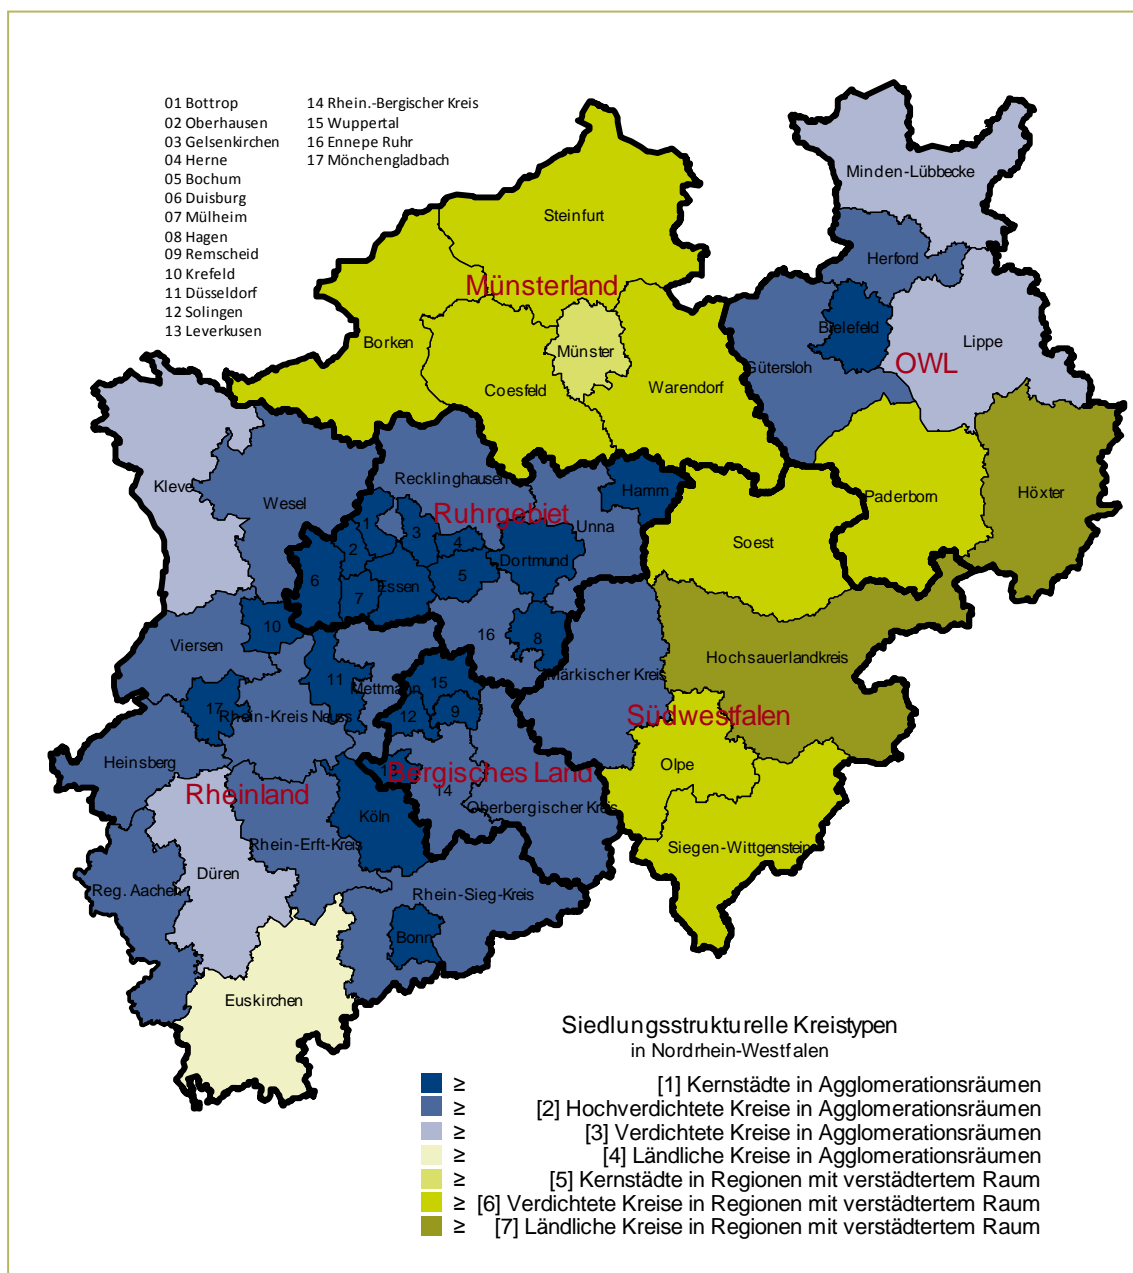 01 Bottrop
02 Oberhausen
03 Gelsenkirchen
04 Herne
05 Bochum
06 Duisburg
07 Mülheim
08 Hagen
09 Remscheid
10 Krefeld
11 Düsseldorf
12 Solingen
13 Leverkusen
14 Rhein.-Bergischer Kreis
15 Wuppertal
16 Ennepe Ruhr
17 Mönchengladbach
Minden-Lübbecke
Steinfurt
Herford
Münsterland
Bielefeld
Borken
Münster
Lippe
OWL
Gütersloh
Coesfeld
Warendorf
Recklinghausen
Kleve
Hamm
Wesel
Paderborn
Höxter
Ruhrgebiet
1
3
Unna
2
4
Soest
Dortmund
5
6
Essen
7
10
16
8
Viersen
Hochsauerlandkreis
Märkischer Kreis
11
15
Mettmann
17
Rhein-Kreis Neuss
12
9
Südwestfalen
Heinsberg
Olpe
13
Bergisches Land
14
Rheinland
Oberbergischer Kreis
Köln
Rhein-Erft-Kreis
Siegen-Wittgenstein
Düren
Reg. Aachen
Rhein-Sieg-Kreis
Bonn
Euskirchen
Siedlungsstrukturelle Kreistypen
in Nordrhein-Westfalen
≥ [1] Kernstädte in Agglomerationsräumen
≥ [2] Hochverdichtete Kreise in Agglomerationsräumen
≥ [3] Verdichtete Kreise in Agglomerationsräumen
≥ [4] Ländliche Kreise in Agglomerationsräumen
≥ [5] Kernstädte in Regionen mit verstädtertem Raum
≥ [6] Verdichtete Kreise in Regionen mit verstädtertem Raum
≥ [7] Ländliche Kreise in Regionen mit verstädtertem Raum